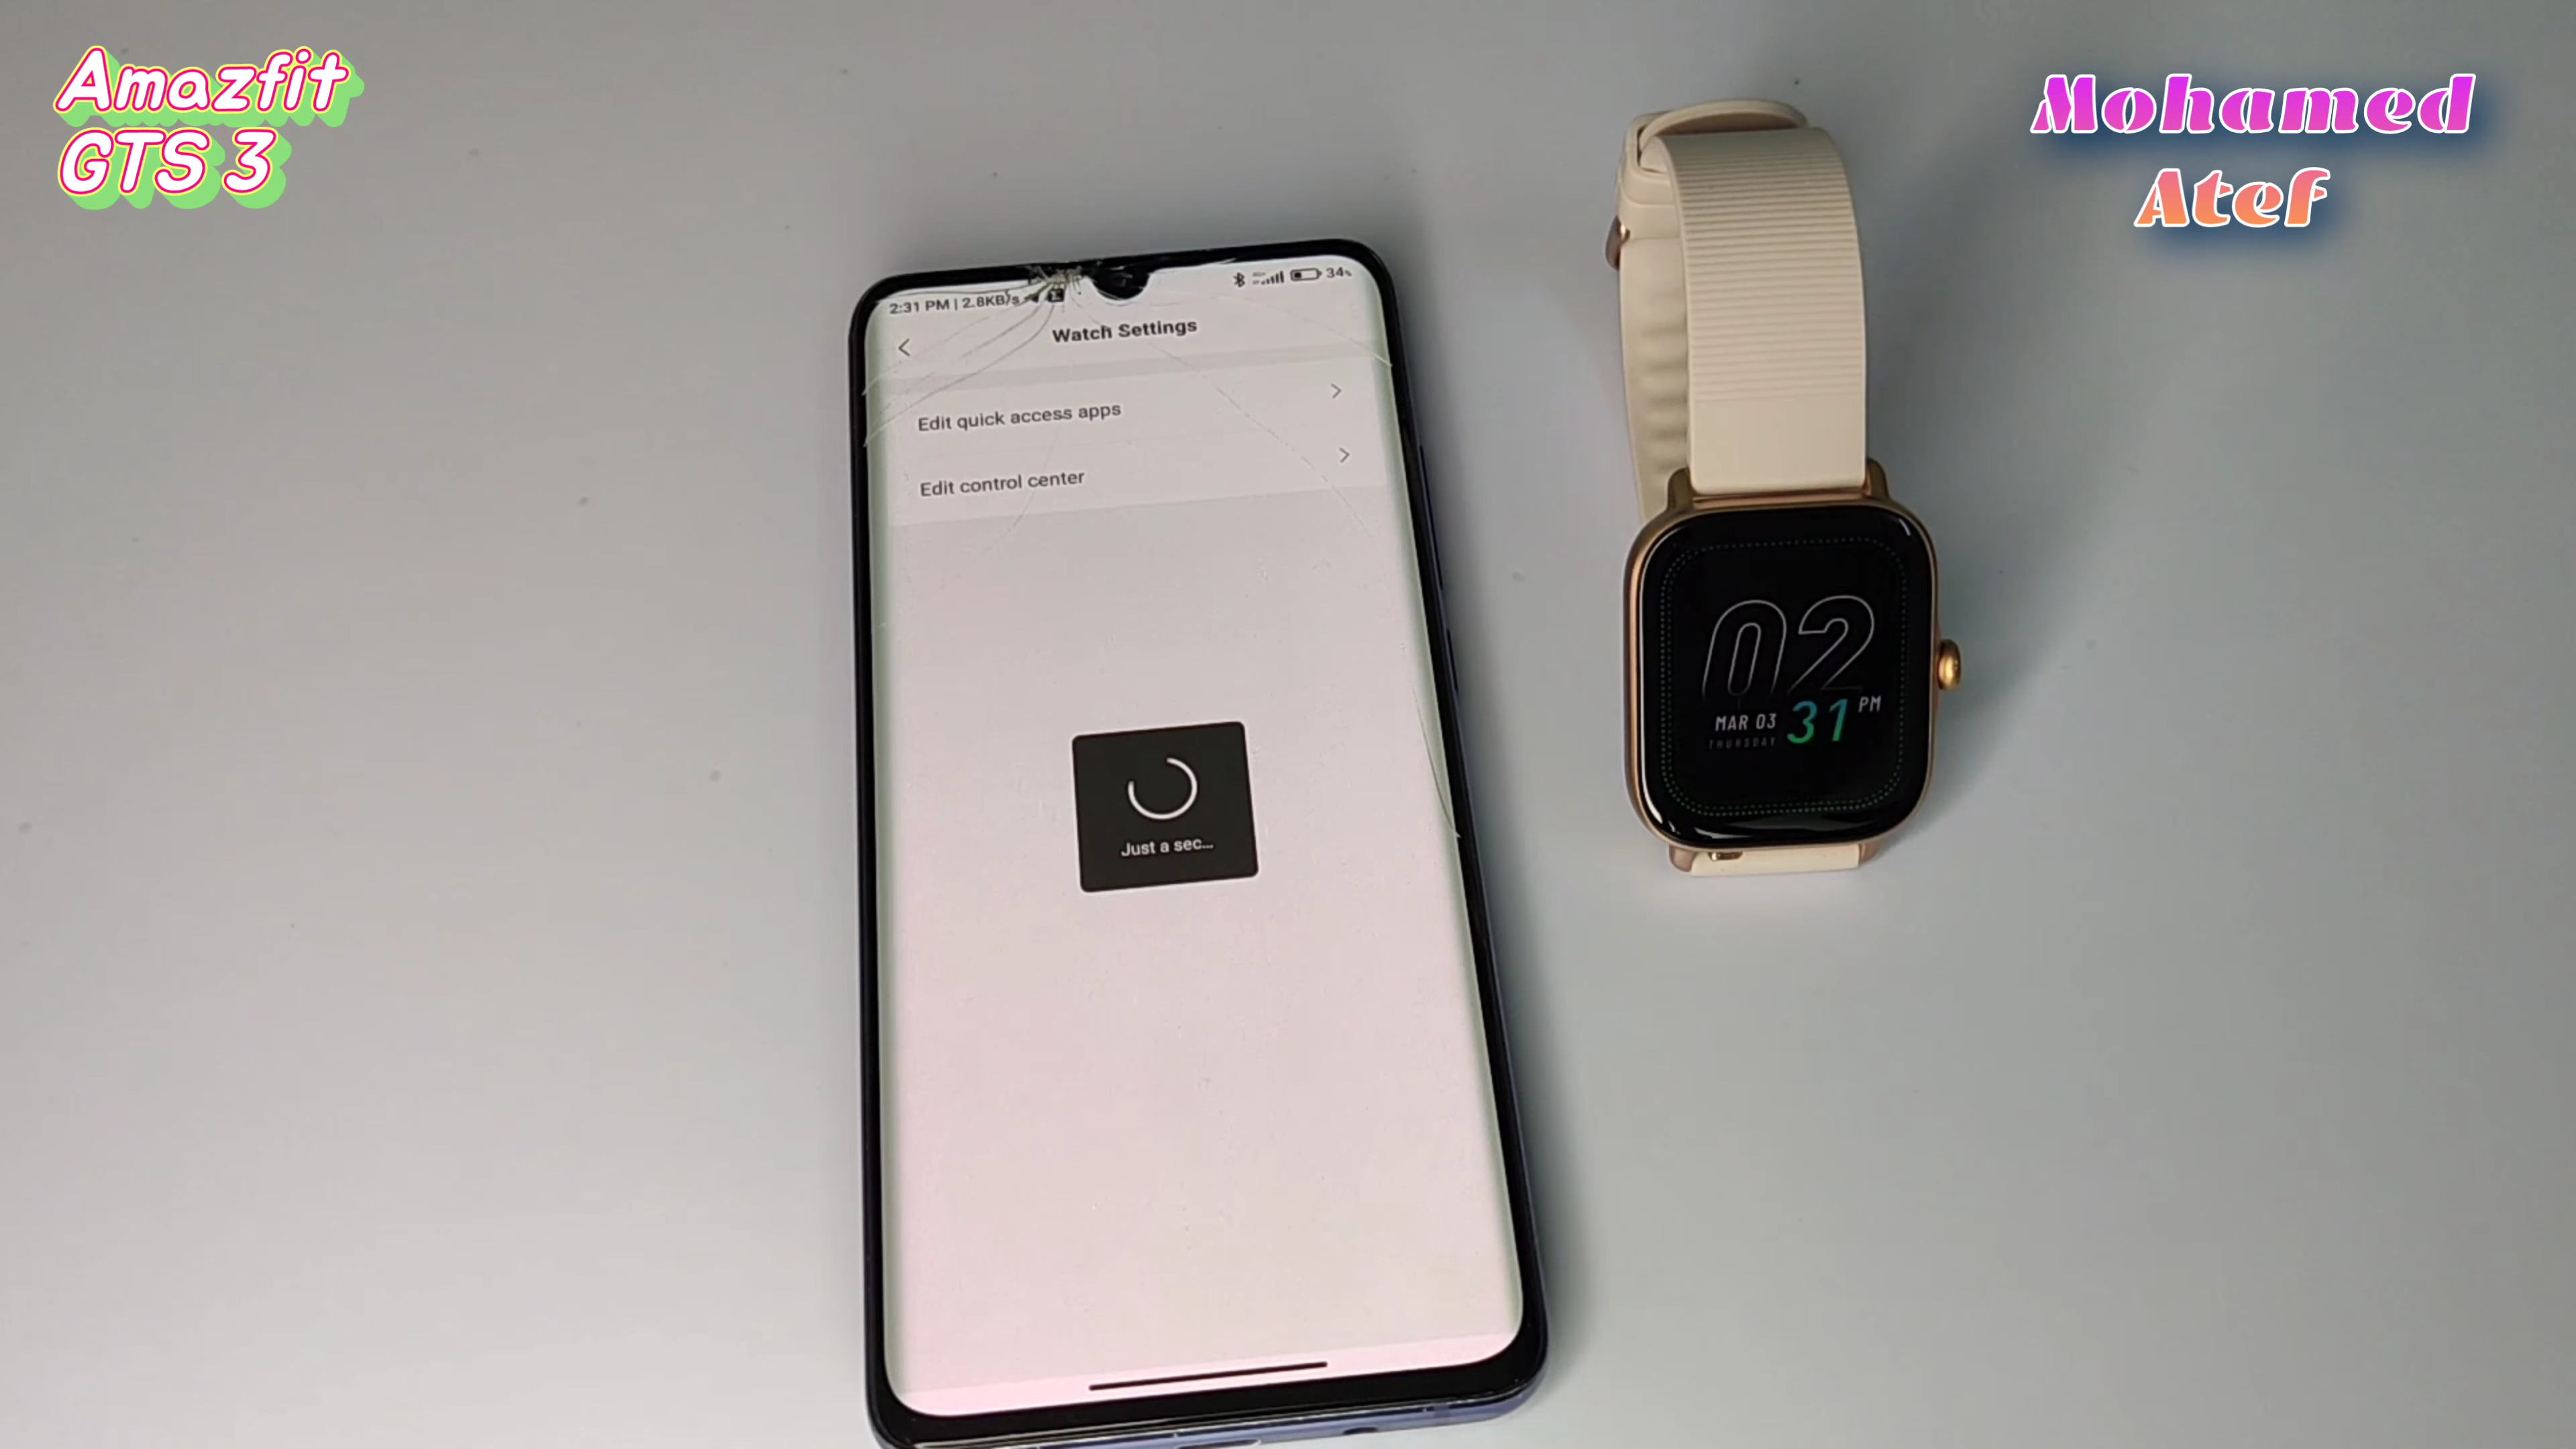 Amazfit
GTS 3
Mohamed
Atef
2:31 PM | 2.8KB/s
34%
Watch Settings
Edit quick access apps
Edit control center
Just a sec...
02
MAR 03
31
PM
THURSDAY